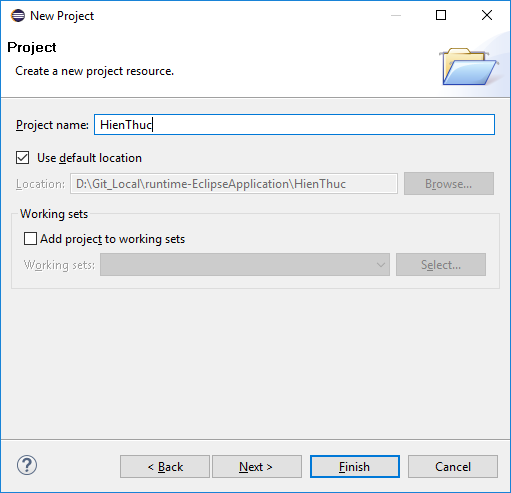 New Project
Project
Create a new project resource.
Project name: HienThuc
Use default location
Location: D:\Git_Local\runtime-EclipseApplication\HienThuc Browse...
Working sets
Add project to working sets
Working sets: Select...
? < Back Next > Finish Cancel